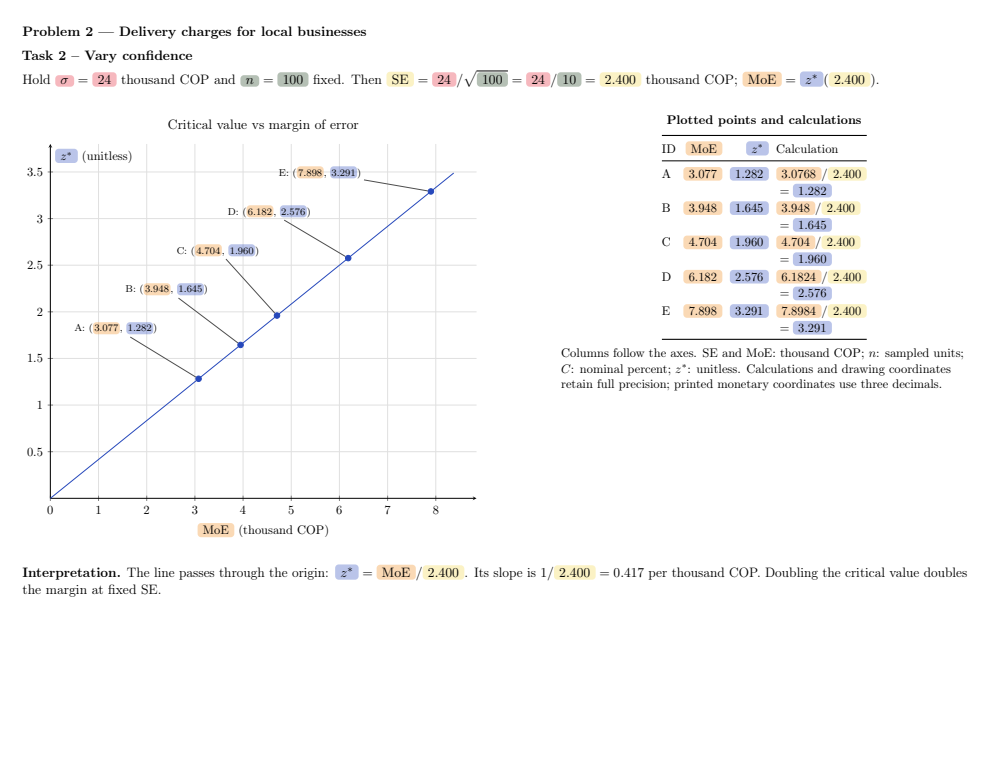 Problem 2 — Delivery charges for local businesses
Task 2 – Vary confidence
Hold σ = 24 thousand COP and n = 100 fixed. Then SE = 24/√100 = 24/10 = 2.400 thousand COP; MoE = z*(2.400).
Critical value vs margin of error
z* (unitless)
3.5
3
2.5
2
1.5
1
0.5
E: (7.898, 3.291)
D: (6.182, 2.576)
C: (4.704, 1.960)
B: (3.948, 1.645)
A: (3.077, 1.282)
0 1 2 3 4 5 6 7 8
MoE (thousand COP)
Plotted points and calculations
ID MoE z* Calculation
A 3.077 1.282 3.0768/2.400
= 1.282
B 3.948 1.645 3.948/2.400
= 1.645
C 4.704 1.960 4.704/2.400
= 1.960
D 6.182 2.576 6.1824/2.400
= 2.576
E 7.898 3.291 7.8984/2.400
= 3.291
Columns follow the axes. SE and MoE: thousand COP; n: sampled units;
C: nominal percent; z*: unitless. Calculations and drawing coordinates
retain full precision; printed monetary coordinates use three decimals.
Interpretation. The line passes through the origin: z* = MoE/2.400. Its slope is 1/2.400 = 0.417 per thousand COP. Doubling the critical value doubles
the margin at fixed SE.